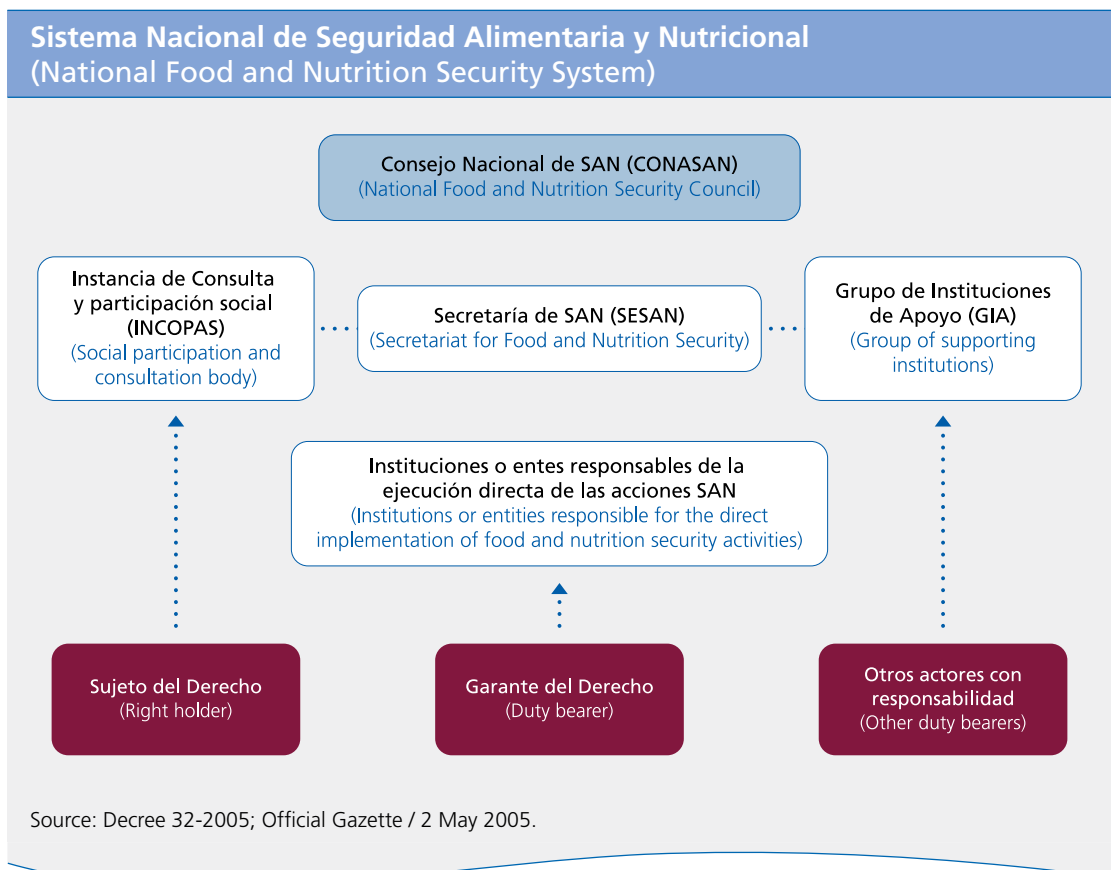 Sistema Nacional de Seguridad Alimentaria y Nutricional
(National Food and Nutrition Security System)
Consejo Nacional de SAN (CONASAN)
(National Food and Nutrition Security Council)
Instancia de Consulta
y participación social
(INCOPAS)
(Social participation and
consultation body)
Secretaría de SAN (SESAN)
(Secretariat for Food and Nutrition Security)
Grupo de Instituciones
de Apoyo (GIA)
(Group of supporting
institutions)
Instituciones o entes responsables de la
ejecución directa de las acciones SAN
(Institutions or entities responsible for the direct
implementation of food and nutrition security activities)
Sujeto del Derecho
(Right holder)
Garante del Derecho
(Duty bearer)
Otros actores con
responsabilidad
(Other duty bearers)
Source: Decree 32-2005; Official Gazette / 2 May 2005.